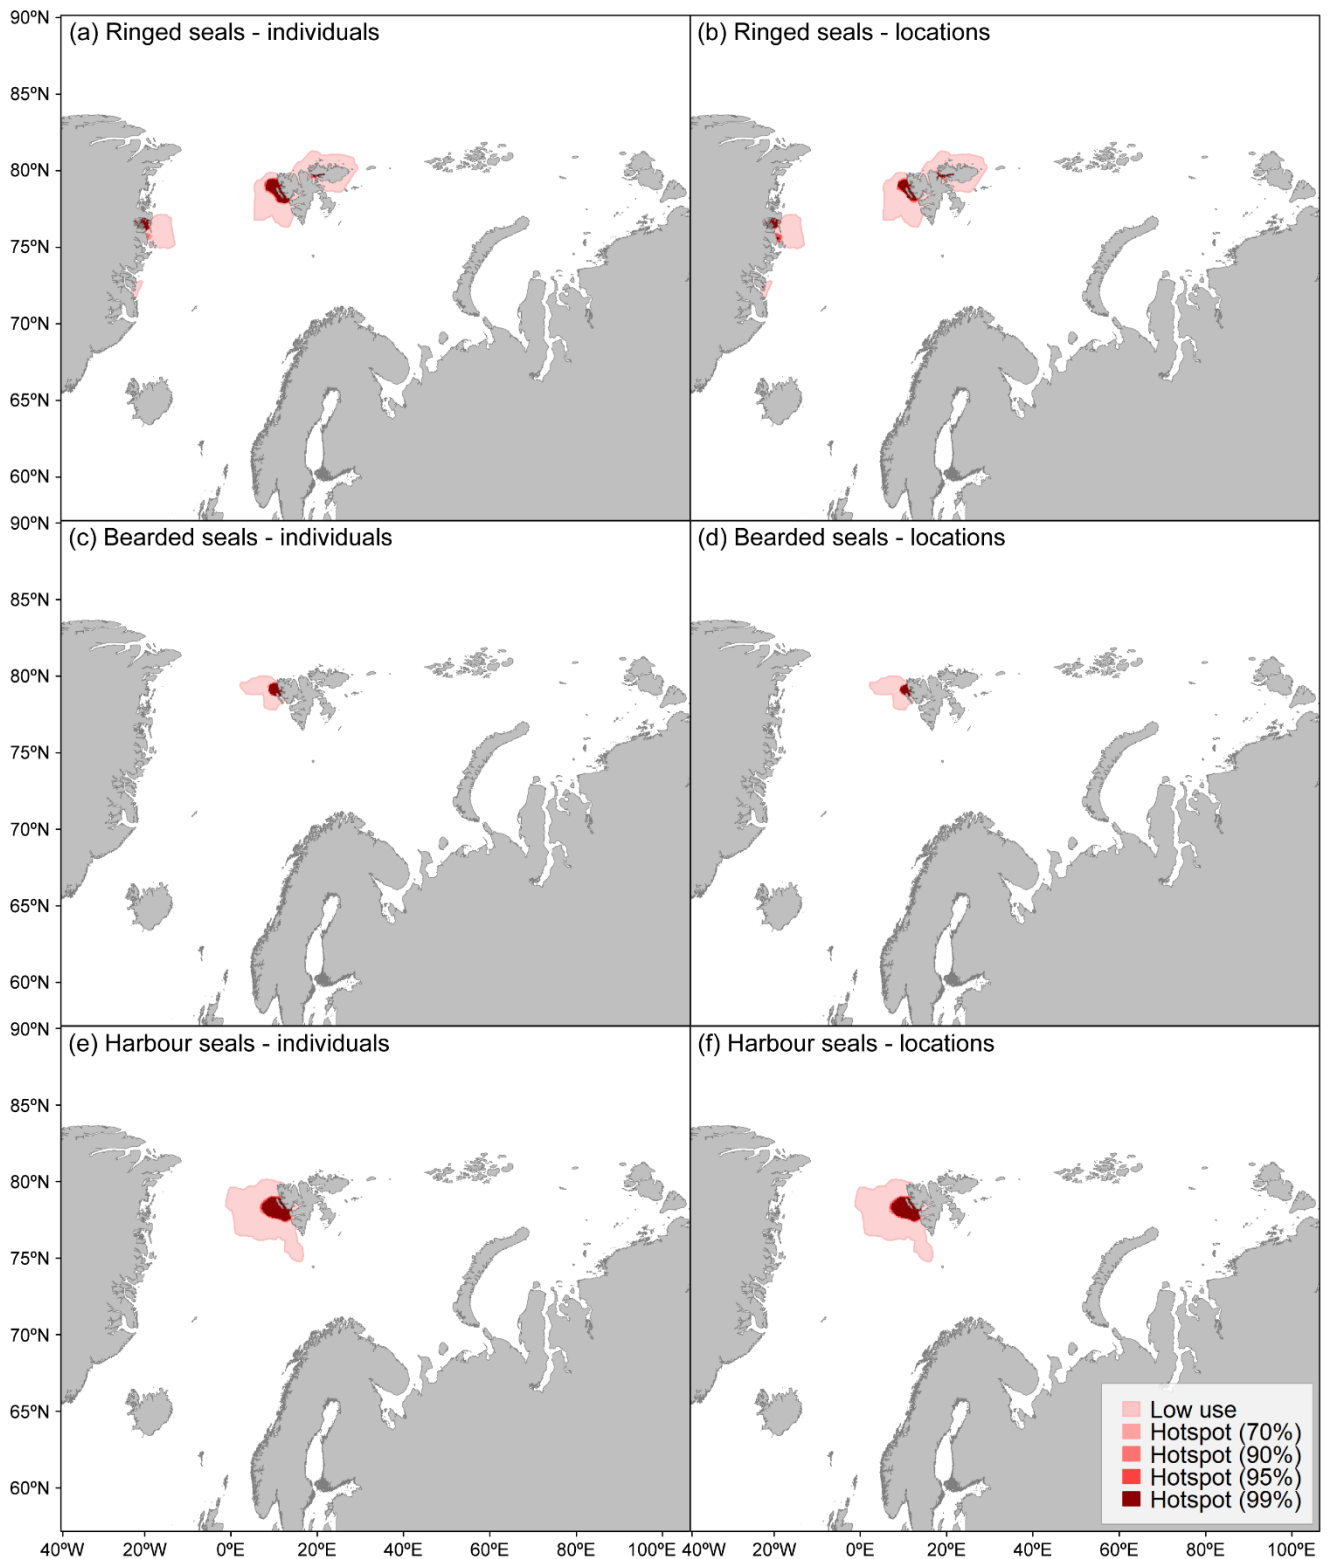 (a) Ringed seals - individuals
(b) Ringed seals - locations
90ºN
85ºN
80ºN
75ºN
70ºN
65ºN
60ºN
(c) Bearded seals - individuals
(d) Bearded seals - locations
90ºN
85ºN
80ºN
75ºN
70ºN
65ºN
60ºN
(e) Harbour seals - individuals
(f) Harbour seals - locations
90ºN
85ºN
80ºN
75ºN
70ºN
65ºN
60ºN
Low use
Hotspot (70%)
Hotspot (90%)
Hotspot (95%)
Hotspot (99%)
40ºW 20ºW 0ºE 20ºE 40ºE 60ºE 80ºE 100ºE 40ºW 20ºW 0ºE 20ºE 40ºE 60ºE 80ºE 100ºE